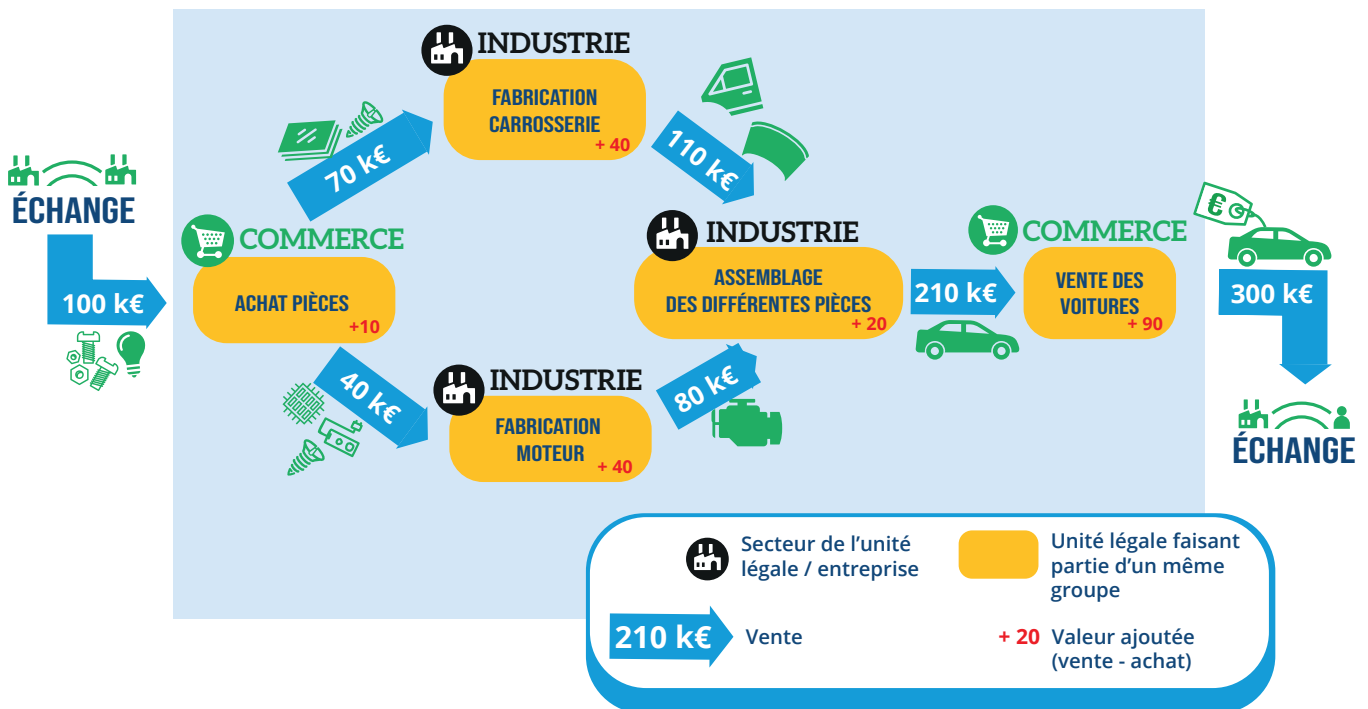 INDUSTRIE
FABRICATION
CARROSSERIE
+ 40
70 k€
110 k€
ÉCHANGE
100 k€
COMMERCE
ACHAT PIÈCES
+10
INDUSTRIE
ASSEMBLAGE
DES DIFFÉRENTES PIÈCES
+ 20
210 k€
COMMERCE
VENTE DES
VOITURES
+ 90
€
300 k€
ÉCHANGE
40 k€
INDUSTRIE
FABRICATION
MOTEUR
+ 40
80 k€
Secteur de l’unité
légale / entreprise
Unité légale faisant
partie d’un même
groupe
210 k€
Vente
+ 20
Valeur ajoutée
(vente - achat)